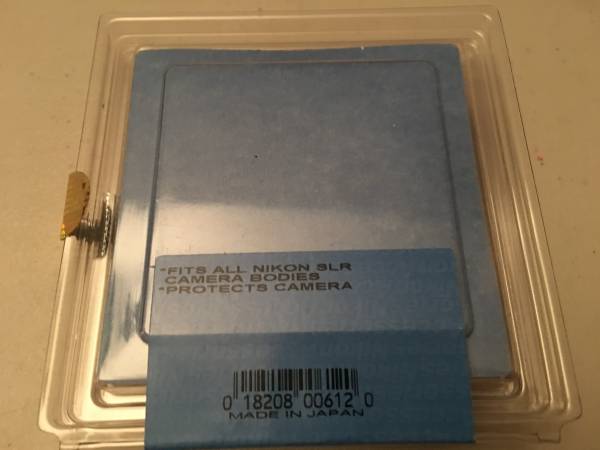 *FITS ALL NIKON SLR
CAMERA BODIES
*PROTECTS CAMERA
0 18208 00612 0
MADE IN JAPAN